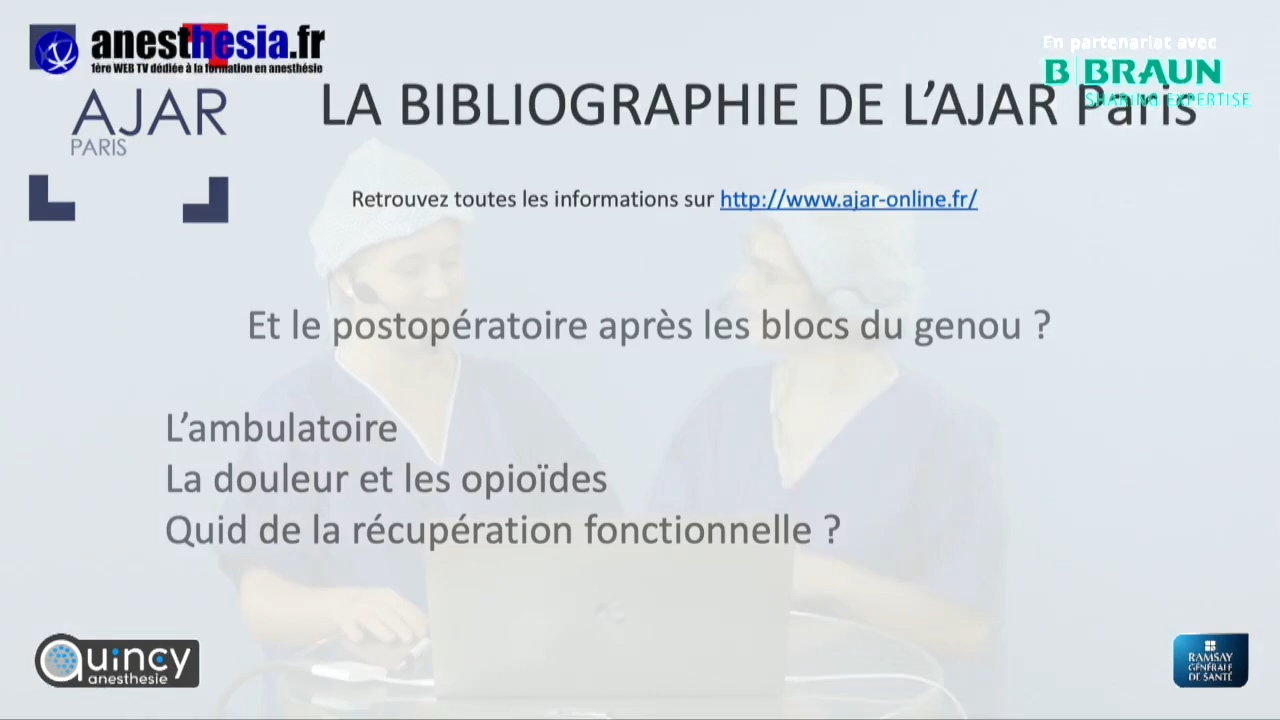 anesthesia.fr
1ère WEB TV dédiée à la formation en anesthésie
En partenariat avec
B|BRAUN
SHARING EXPERTISE
AJAR
PARIS
LA BIBLIOGRAPHIE DE L'AJAR Paris
Retrouvez toutes les informations sur http://www.ajar-online.fr/
Et le postopératoire après les blocs du genou ?
L'ambulatoire
La douleur et les opioïdes
Quid de la récupération fonctionnelle ?
Quincy
anesthesie
RAMSAY
GÉNÉRALE
DE SANTÉ